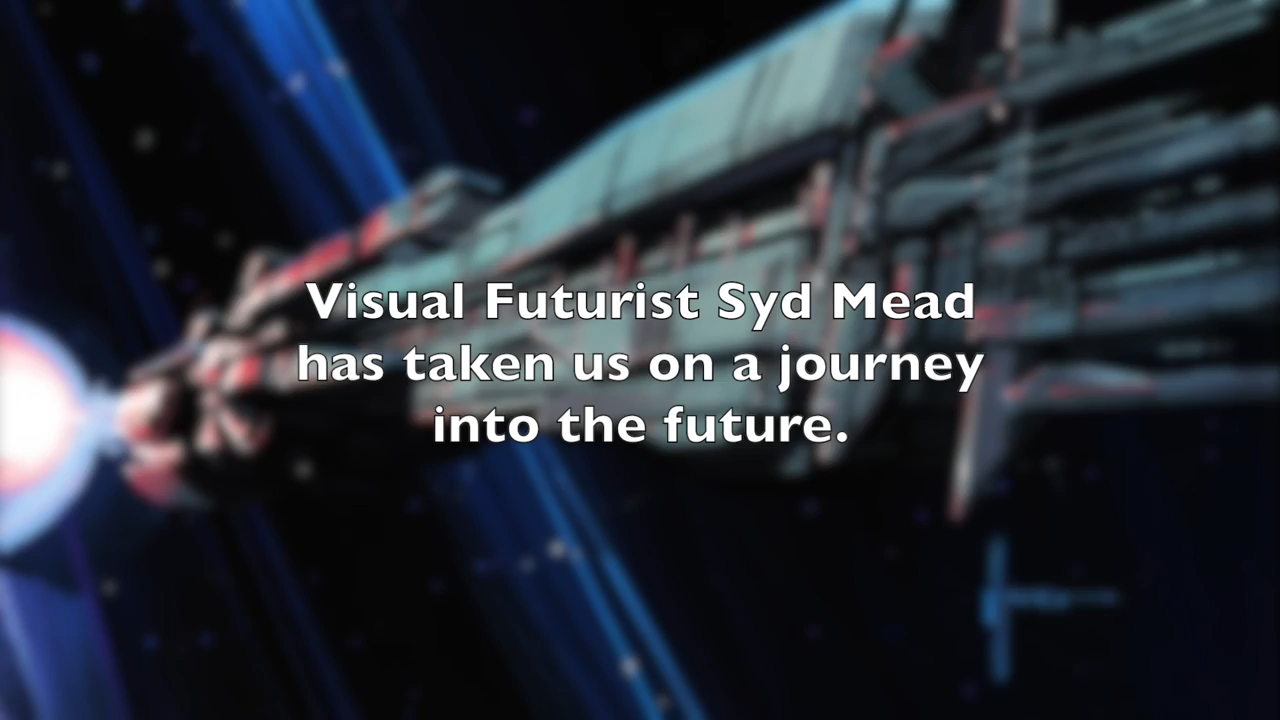 Visual Futurist Syd Mead
has taken us on a journey
into the future.